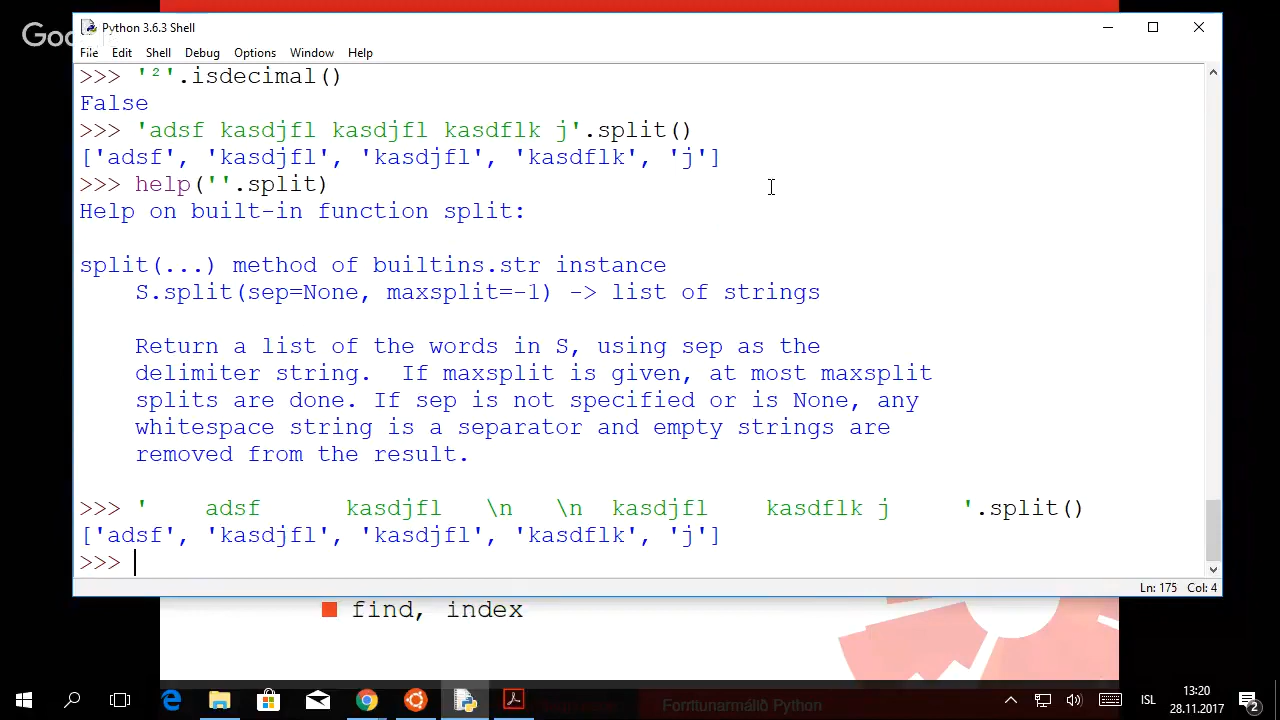 Python 3.6.3 Shell
File Edit Shell Debug Options Window Help
>>> '²'.isdecimal()
False
>>> 'adsf kasdjfl kasdjfl kasdflk j'.split()
['adsf', 'kasdjfl', 'kasdjfl', 'kasdflk', 'j']
>>> help(''.split)
Help on built-in function split:
split(...) method of builtins.str instance
S.split(sep=None, maxsplit=-1) -> list of strings
Return a list of the words in S, using sep as the
delimiter string.  If maxsplit is given, at most maxsplit
splits are done. If sep is not specified or is None, any
whitespace string is a separator and empty strings are
removed from the result.
>>> '    adsf      kasdjfl   \n   \n  kasdjfl    kasdflk j     '.split()
['adsf', 'kasdjfl', 'kasdjfl', 'kasdflk', 'j']
>>>
Ln: 175 Col: 4
find, index
Forritunarmálið Python
ISL
13:20
28.11.2017
2